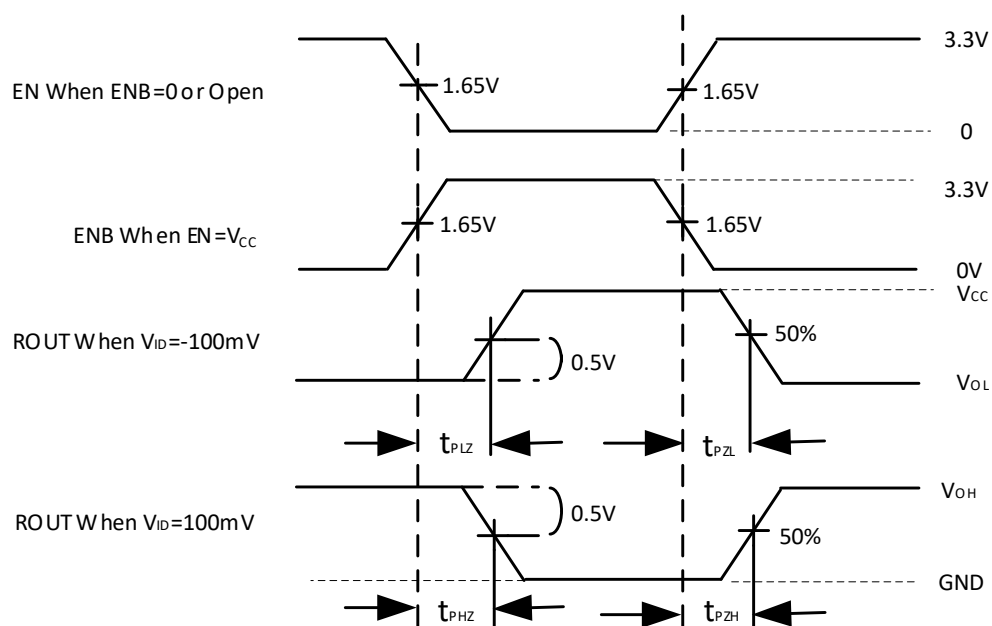 3.3V
EN When ENB=0 or Open
1.65V
1.65V
0
3.3V
ENB When EN=VCC
1.65V
1.65V
0V
VCC
ROUT When VID=-100mV
50%
0.5V
VOL
tPLZ
tPZL
VOH
ROUT When VID=100mV
0.5V
50%
GND
tPHZ
tPZH